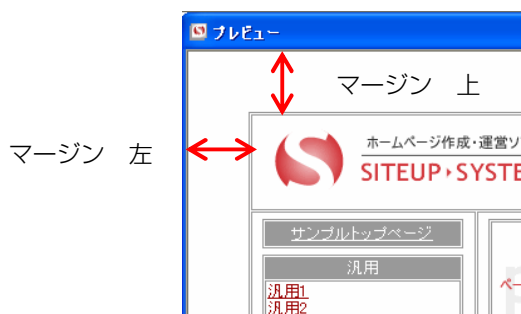 プレビュー
マージン　上
マージン　左
ホームページ作成・運営ソ
SITEUP・SYSTE
サンプルトップページ
汎用
汎用1
汎用2
ペー